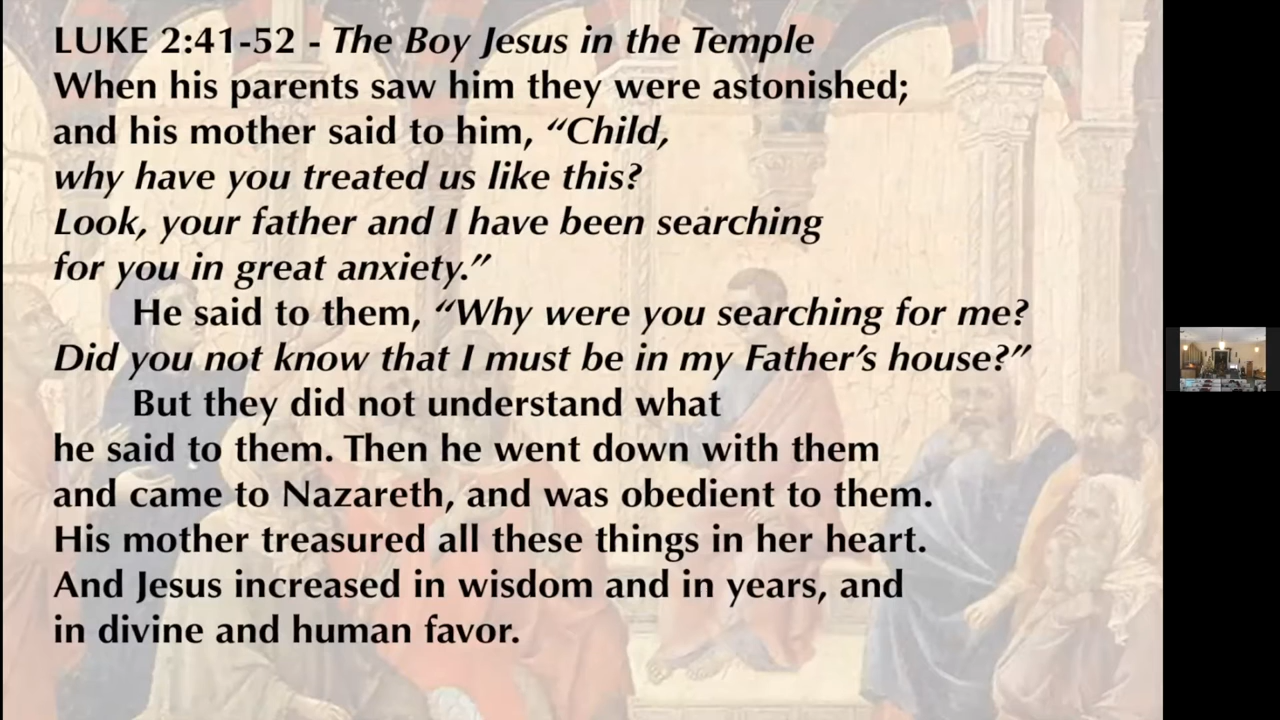 LUKE 2:41-52 - The Boy Jesus in the Temple
When his parents saw him they were astonished;
and his mother said to him, “Child,
why have you treated us like this?
Look, your father and I have been searching
for you in great anxiety.”
He said to them, “Why were you searching for me?
Did you not know that I must be in my Father’s house?”
But they did not understand what
he said to them. Then he went down with them
and came to Nazareth, and was obedient to them.
His mother treasured all these things in her heart.
And Jesus increased in wisdom and in years, and
in divine and human favor.